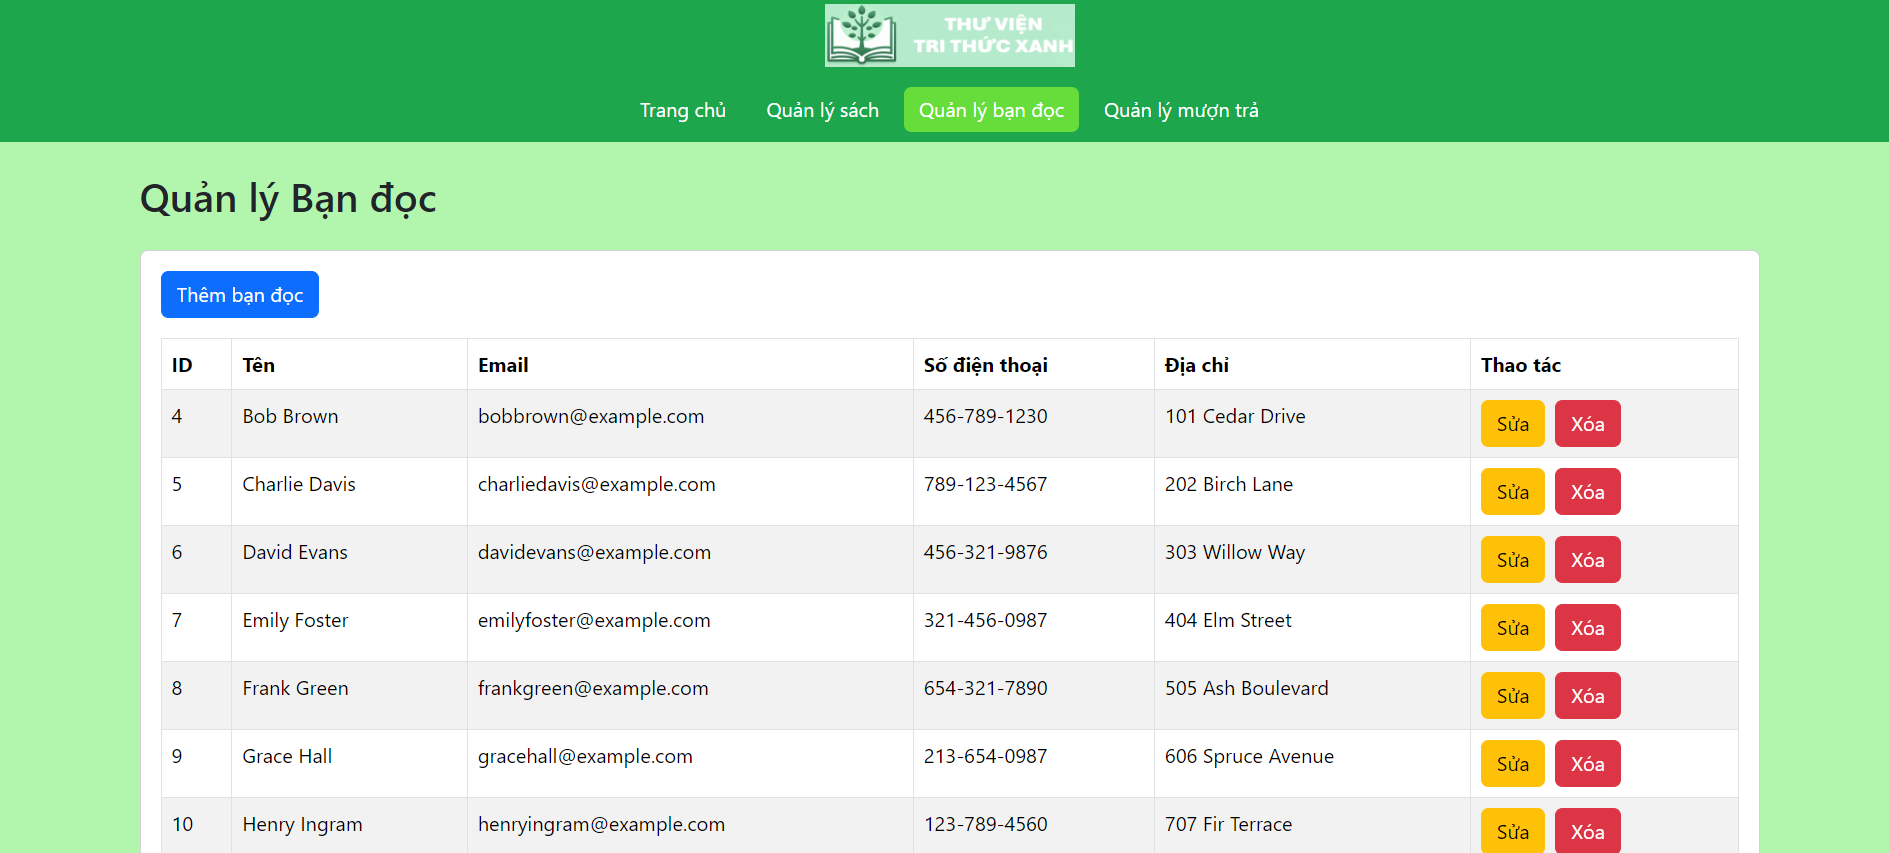 THƯ VIỆN
TRI THỨC XANH
Trang chủ Quản lý sách Quản lý bạn đọc Quản lý mượn trả
Quản lý Bạn đọc
Thêm bạn đọc
ID Tên Email Số điện thoại Địa chỉ Thao tác
4 Bob Brown bobbrown@example.com 456-789-1230 101 Cedar Drive Sửa Xóa
5 Charlie Davis charliedavis@example.com 789-123-4567 202 Birch Lane Sửa Xóa
6 David Evans davidevans@example.com 456-321-9876 303 Willow Way Sửa Xóa
7 Emily Foster emilyfoster@example.com 321-456-0987 404 Elm Street Sửa Xóa
8 Frank Green frankgreen@example.com 654-321-7890 505 Ash Boulevard Sửa Xóa
9 Grace Hall gracehall@example.com 213-654-0987 606 Spruce Avenue Sửa Xóa
10 Henry Ingram henryingram@example.com 123-789-4560 707 Fir Terrace Sửa Xóa